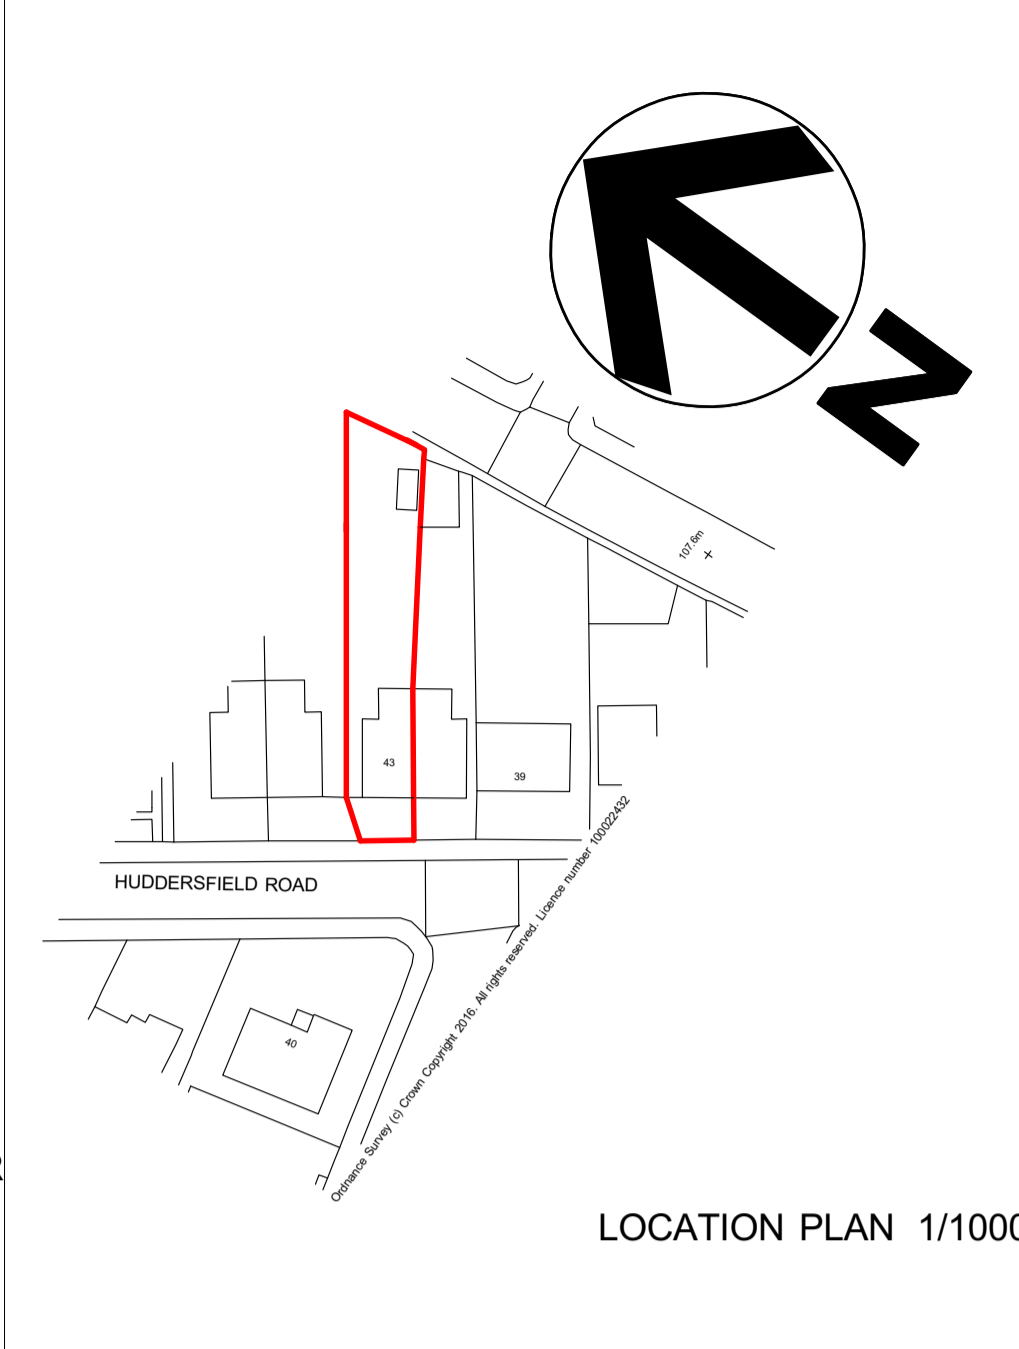 N
107.6m
43
39
HUDDERSFIELD ROAD
40
Ordnance Survey (c) Crown Copyright 2016. All rights reserved. Licence number 100022432
LOCATION PLAN 1/1000